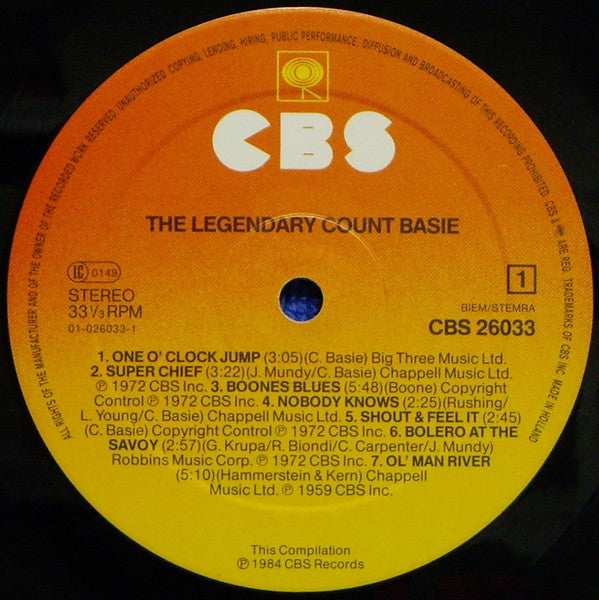 ALL RIGHTS OF THE MANUFACTURER AND OF THE OWNER OF THE RECORDED WORK RESERVED. UNAUTHORIZED COPYING, LENDING, HIRING, PUBLIC PERFORMANCE, DIFFUSION AND BROADCASTING OF THIS RECORDING PROHIBITED. CBS & ARE REG. TRADEMARKS OF CBS INC. MADE IN HOLLAND
CBS
THE LEGENDARY COUNT BASIE
LC 0149
STEREO
33 1/3 RPM
01-026033-1
1
BIEM/STEMRA
CBS 26033
1. ONE O' CLOCK JUMP (3:05)(C. Basie) Big Three Music Ltd.
2. SUPER CHIEF (3:22)(J. Mundy/C. Basie) Chappell Music Ltd.
℗ 1972 CBS Inc. 3. BOONES BLUES (5:48)(Boone) Copyright
Control ℗ 1972 CBS Inc. 4. NOBODY KNOWS (2:25)(Rushing/
L. Young/C. Basie) Chappell Music Ltd. 5. SHOUT & FEEL IT (2:45)
(C. Basie) Copyright Control ℗ 1972 CBS Inc. 6. BOLERO AT THE
SAVOY (2:57)(G. Krupa/R. Biondi/C. Carpenter/J. Mundy)
Robbins Music Corp. ℗ 1972 CBS Inc. 7. OL' MAN RIVER
(5:10)(Hammerstein & Kern) Chappell
Music Ltd. ℗ 1959 CBS Inc.
This Compilation
℗ 1984 CBS Records